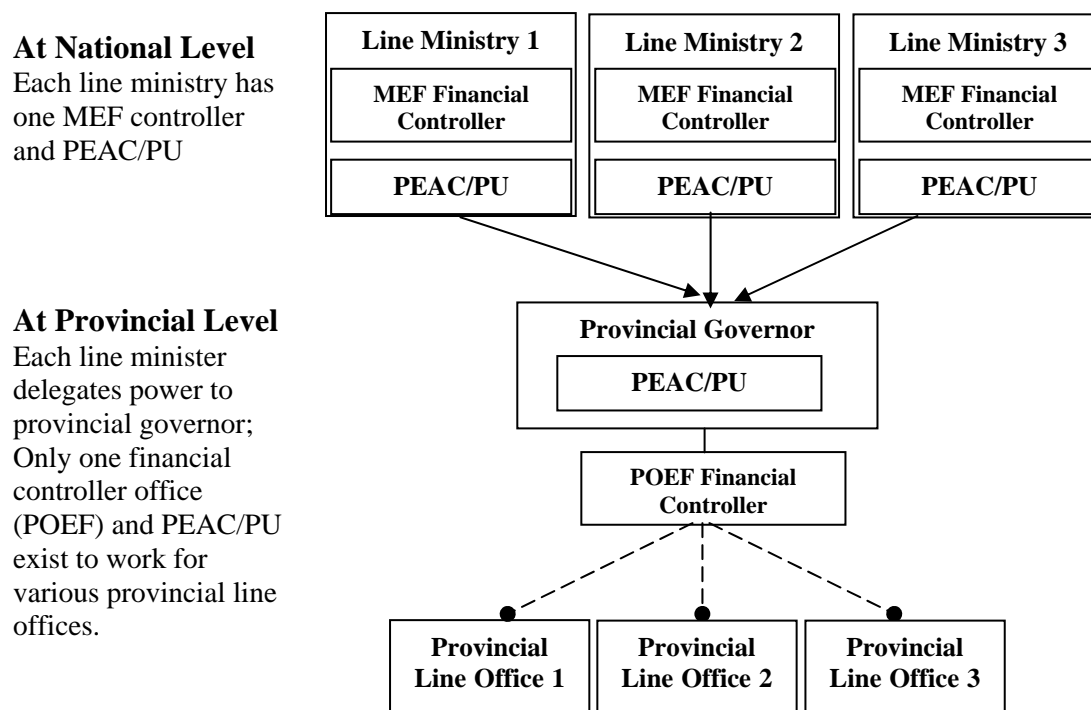 At National Level
Each line ministry has
one MEF controller
and PEAC/PU
Line Ministry 1
MEF Financial
Controller
PEAC/PU
Line Ministry 2
MEF Financial
Controller
PEAC/PU
Line Ministry 3
MEF Financial
Controller
PEAC/PU
At Provincial Level
Each line minister
delegates power to
provincial governor;
Only one financial
controller office
(POEF) and PEAC/PU
exist to work for
various provincial line
offices.
Provincial Governor
PEAC/PU
POEF Financial
Controller
Provincial
Line Office 1
Provincial
Line Office 2
Provincial
Line Office 3